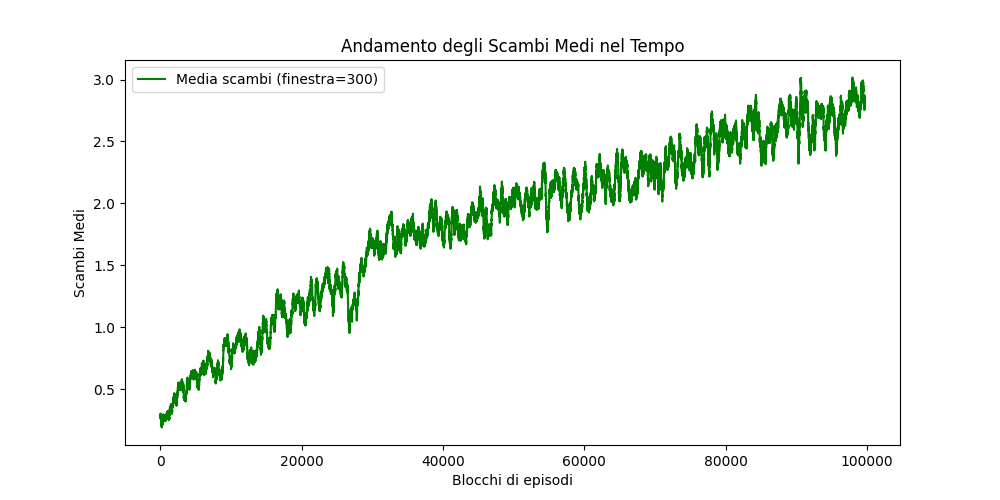 Andamento degli Scambi Medi nel Tempo
Media scambi (finestra=300)
Scambi Medi
3.0
2.5
2.0
1.5
1.0
0.5
0 20000 40000 60000 80000 100000
Blocchi di episodi